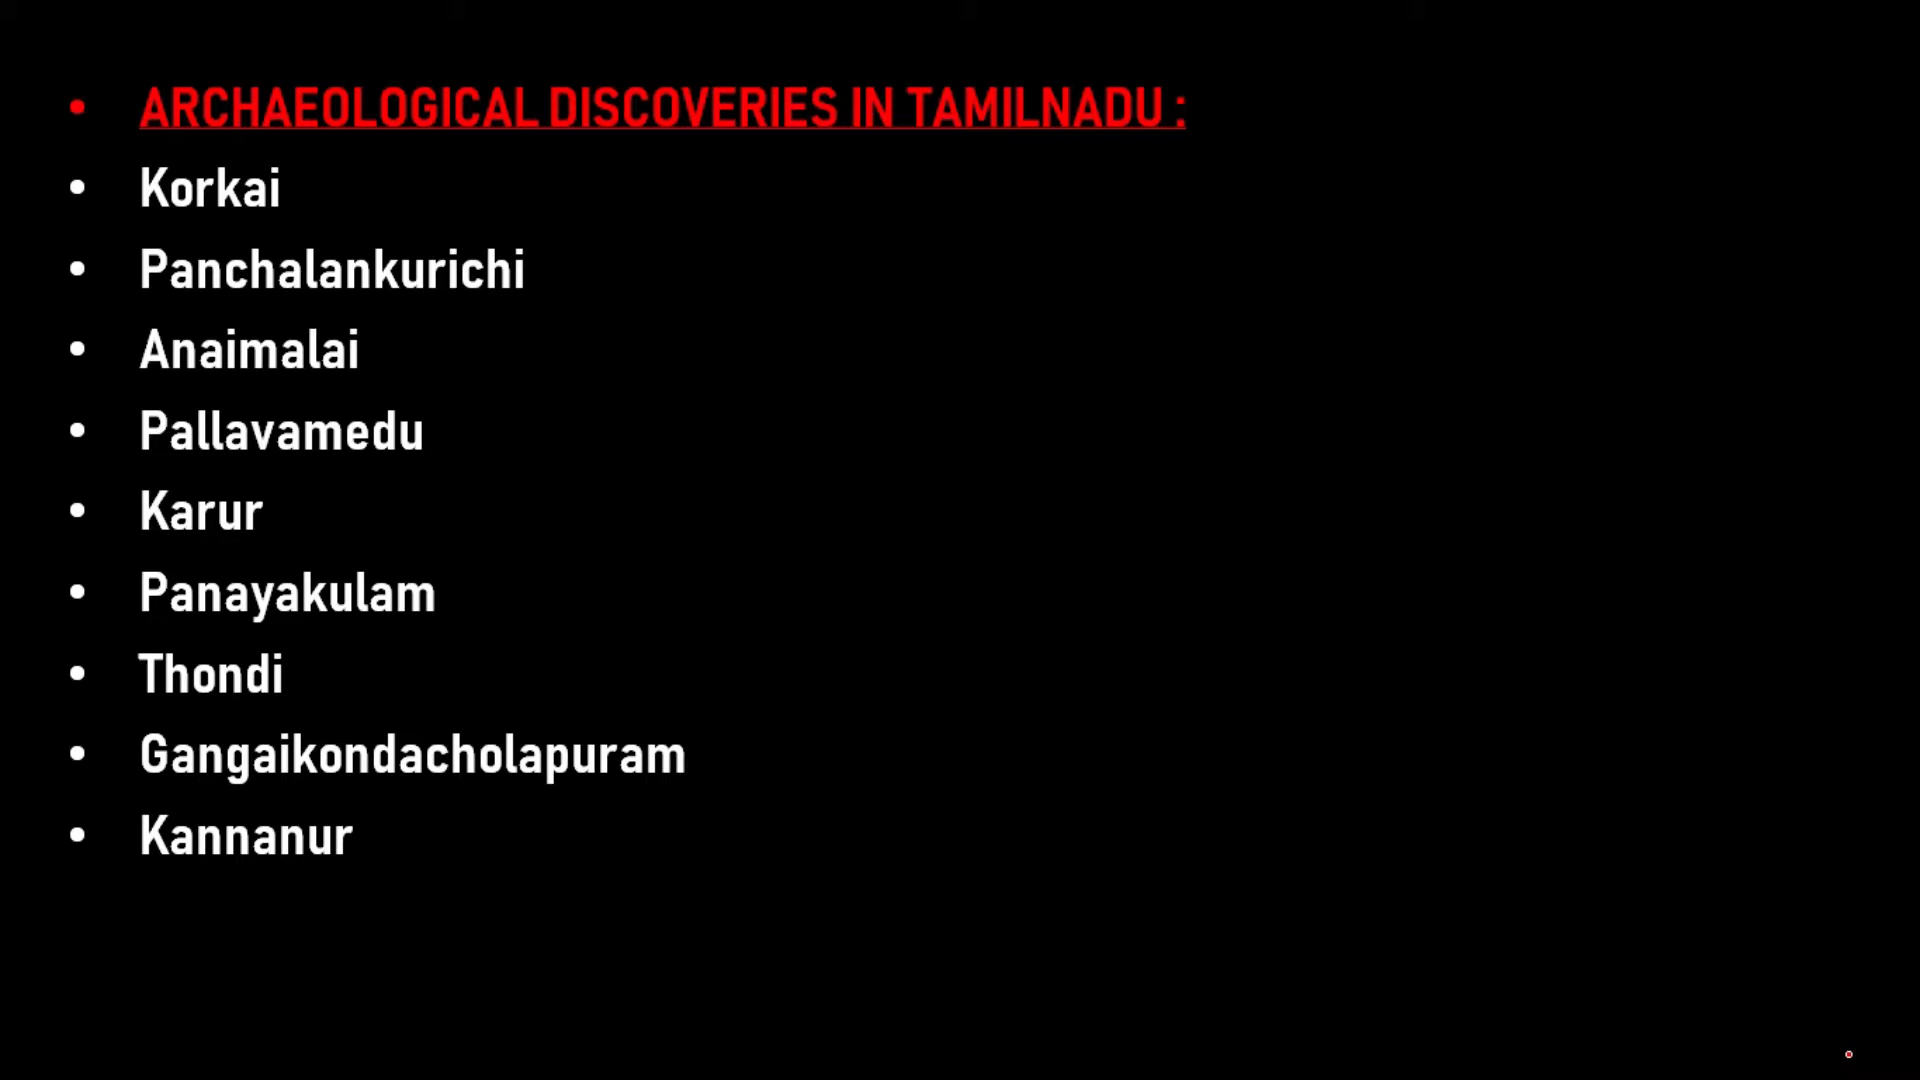 • ARCHAEOLOGICAL DISCOVERIES IN TAMILNADU :
• Korkai
• Panchalankurichi
• Anaimalai
• Pallavamedu
• Karur
• Panayakulam
• Thondi
• Gangaikondacholapuram
• Kannanur